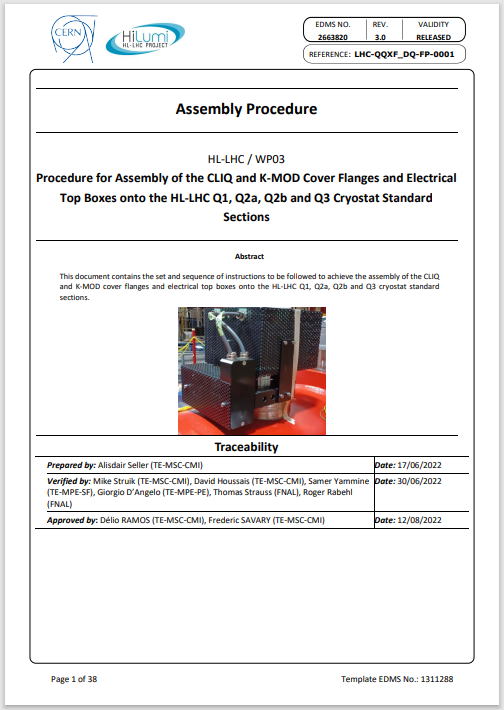 CERN
HiLumi
HL-LHC PROJECT
EDMS NO. REV. VALIDITY
2663820 3.0 RELEASED
REFERENCE: LHC-QQXF_DQ-FP-0001
Assembly Procedure
HL-LHC / WP03
Procedure for Assembly of the CLIQ and K-MOD Cover Flanges and Electrical
Top Boxes onto the HL-LHC Q1, Q2a, Q2b and Q3 Cryostat Standard
Sections
Abstract
This document contains the set and sequence of instructions to be followed to achieve the assembly of the CLIQ
and K-MOD cover flanges and electrical top boxes onto the HL-LHC Q1, Q2a, Q2b and Q3 cryostat standard
sections.
Traceability
Prepared by: Alisdair Seller (TE-MSC-CMI) Date: 17/06/2022
Verified by: Mike Struik (TE-MSC-CMI), David Houssais (TE-MSC-CMI), Samer Yammine Date: 30/06/2022
(TE-MPE-SF), Giorgio D'Angelo (TE-MPE-PE), Thomas Strauss (FNAL), Roger Rabehl
(FNAL)
Approved by: Délio RAMOS (TE-MSC-CMI), Frederic SAVARY (TE-MSC-CMI) Date: 12/08/2022
Page 1 of 38 Template EDMS No.: 1311288